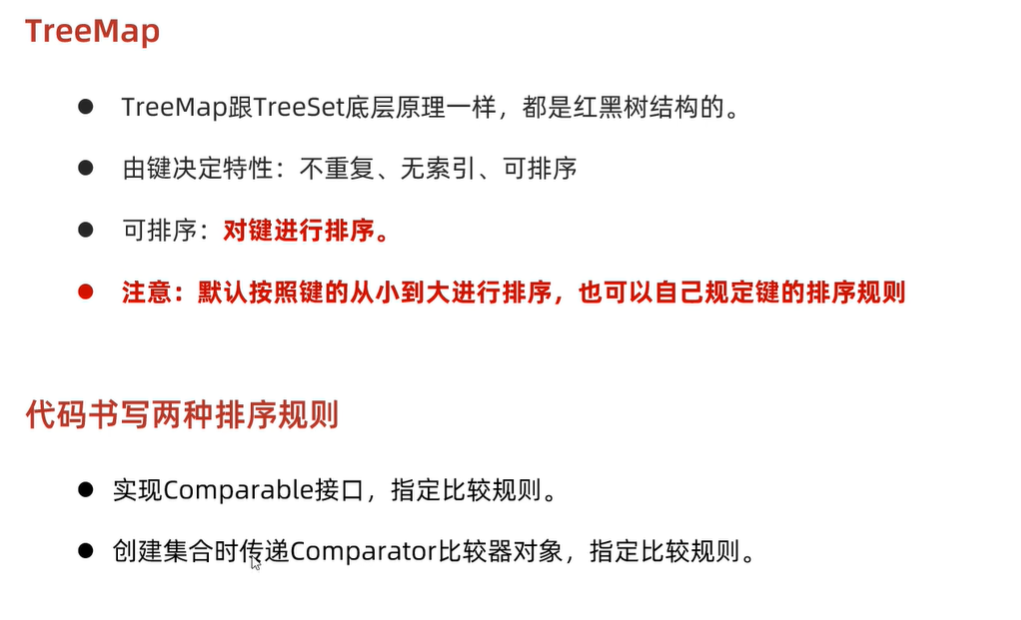 TreeMap
● TreeMap跟TreeSet底层原理一样，都是红黑树结构的。
● 由键决定特性：不重复、无索引、可排序
● 可排序：对键进行排序。
● 注意：默认按照键的从小到大进行排序，也可以自己规定键的排序规则
代码书写两种排序规则
● 实现Comparable接口，指定比较规则。
● 创建集合时传递Comparator比较器对象，指定比较规则。